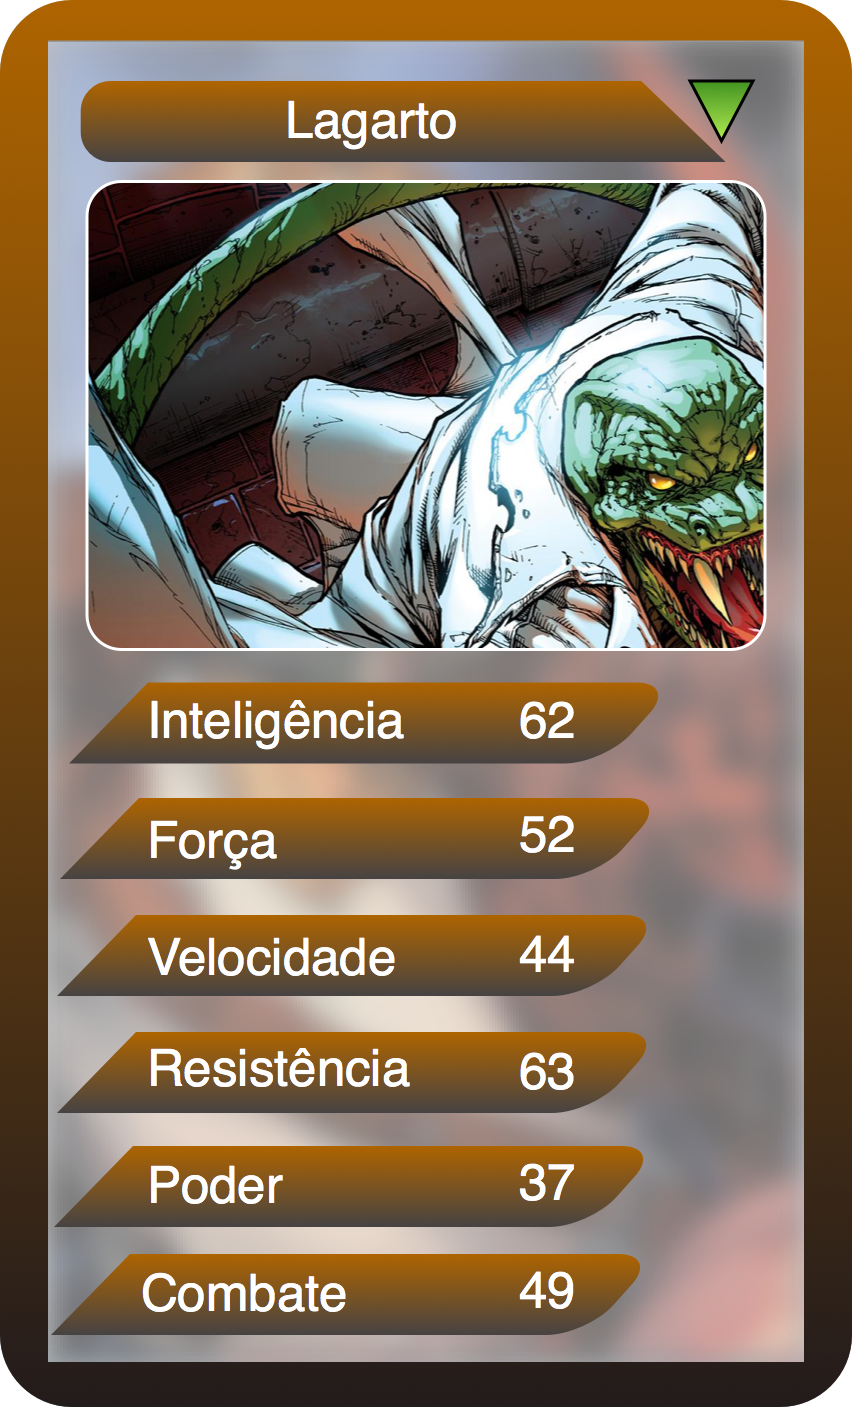 Lagarto
Inteligência 62
Força 52
Velocidade 44
Resistência 63
Poder 37
Combate 49